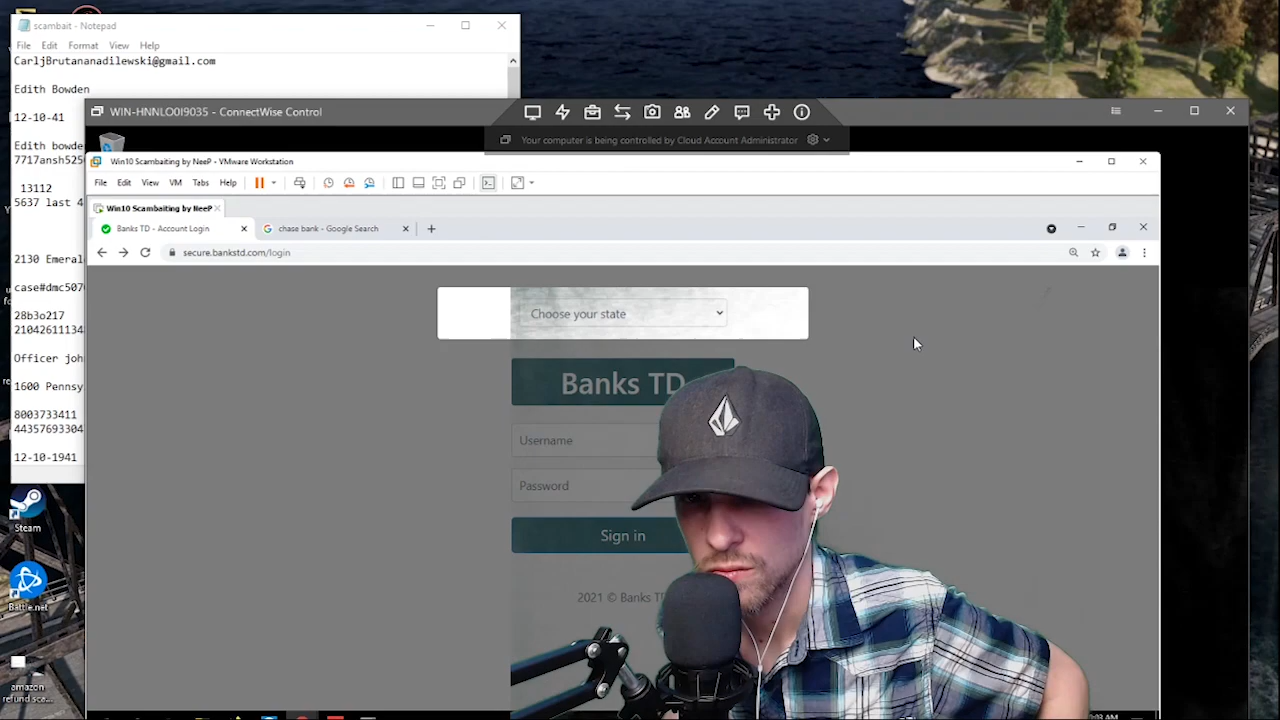 scambait - Notepad
File Edit Format View Help
CarljBrutananadilewski@gmail.com
Edith Bowden
12-10-41
Edith bowde
7717ansh525
13112
5637 last 4
2130 Emeral
case#dmc507
28b3o217
21042611134
Officer joh
1600 Pennsy
8003733411
44357693304
12-10-1941
WIN-HNNLO0I9035 - ConnectWise Control
Your computer is being controlled by Cloud Account Administrator
Win10 Scambaiting by NeeP - VMware Workstation
File Edit View VM Tabs Help
Win10 Scambaiting by NeeP
Banks TD - Account Login
chase bank - Google Search
secure.bankstd.com/login
Choose your state
Banks TD
Username
Password
Sign in
2021 © Banks T
Steam
Battle.net
amazon
refund.sca...